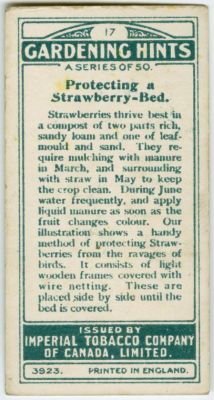 17
GARDENING HINTS
A SERIES OF 50.
Protecting a
Strawberry-Bed.
Strawberries thrive best in
a compost of two parts rich,
sandy loam and one of leaf-
mould and sand. They re-
quire mulching with manure
in March, and surrounding
with straw in May to keep
the crop clean. During June
water frequently, and apply
liquid manure as soon as the
fruit changes colour. Our
illustration shows a handy
method of protecting Straw-
berries from the ravages of
birds. It consists of light
wooden frames covered with
wire netting. These are
placed side by side until the
bed is covered.
ISSUED BY
IMPERIAL TOBACCO COMPANY
OF CANADA, LIMITED.
3923. PRINTED IN ENGLAND.